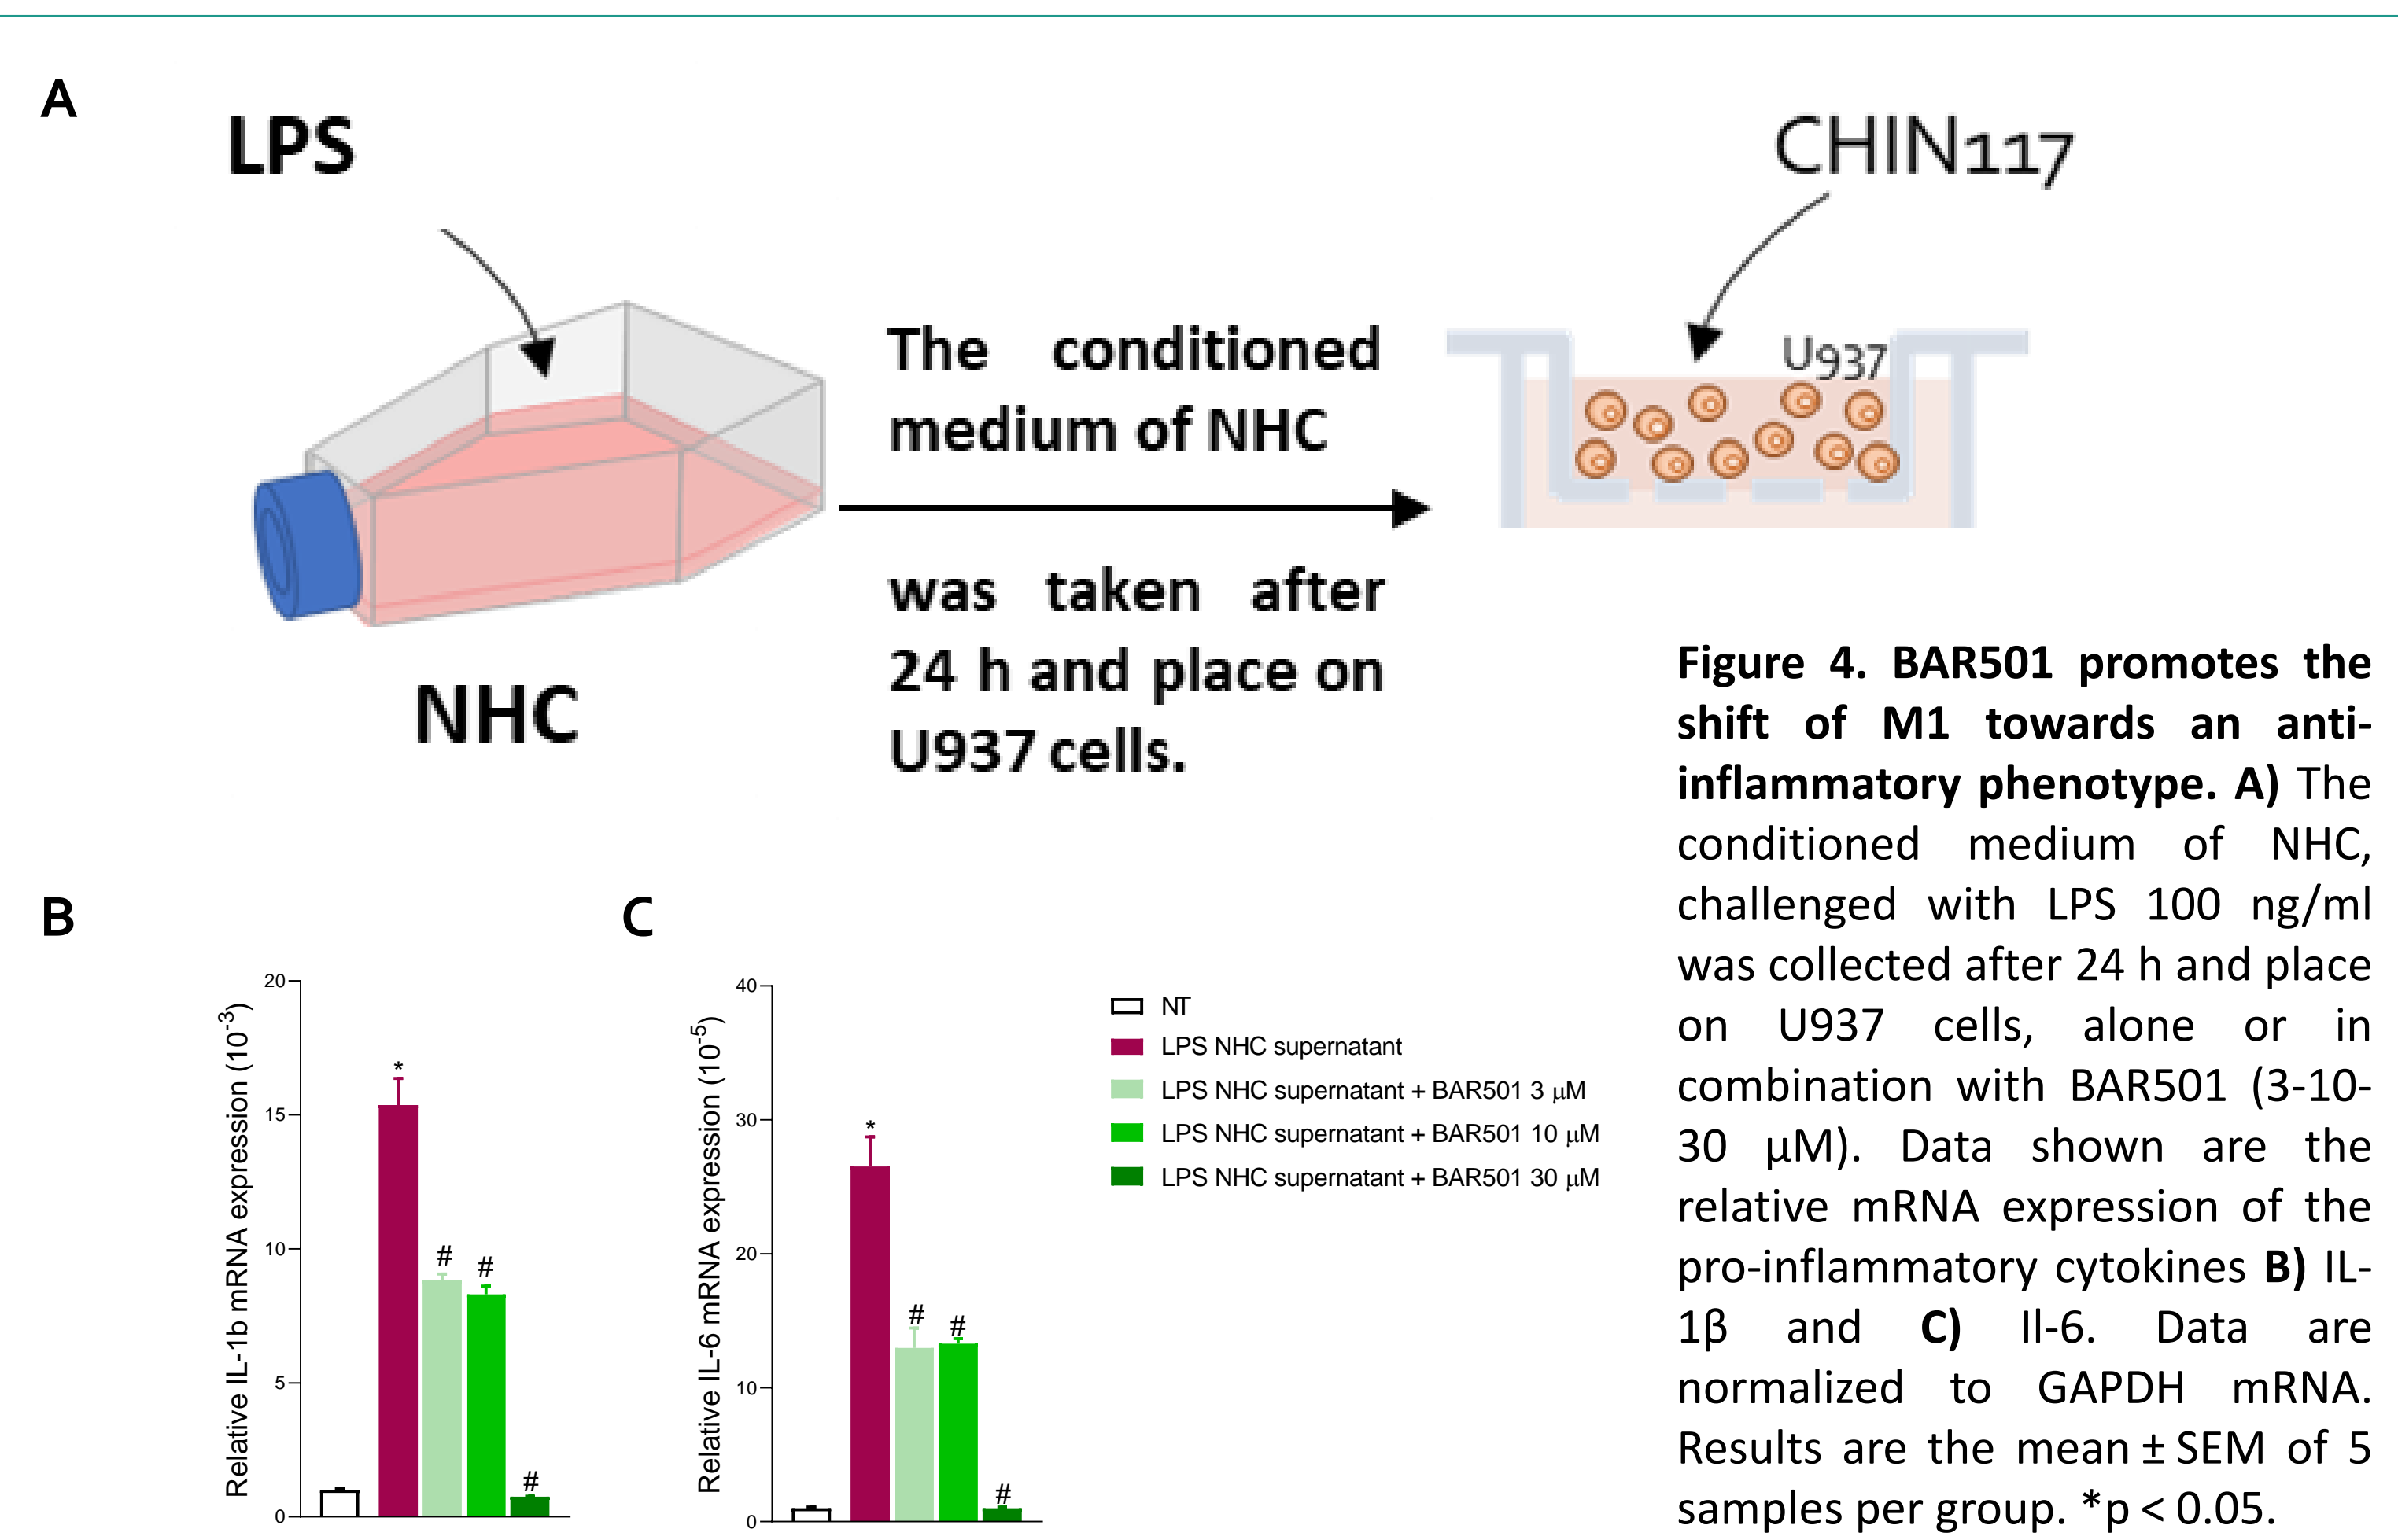 A
LPS
CHIN117
The conditioned
medium of NHC
U937
was taken after
24 h and place on
U937 cells.
NHC
Figure 4. BAR501 promotes the
shift of M1 towards an anti-
inflammatory phenotype. A) The
conditioned medium of NHC,
challenged with LPS 100 ng/ml
was collected after 24 h and place
on U937 cells, alone or in
combination with BAR501 (3-10-
30 µM). Data shown are the
relative mRNA expression of the
pro-inflammatory cytokines B) IL-
1β and C) Il-6. Data are
normalized to GAPDH mRNA.
Results are the mean ± SEM of 5
samples per group. *p < 0.05.
B
Relative IL-1b mRNA expression (10⁻³)
20
15
10
5
0
*
#
#
#
C
Relative IL-6 mRNA expression (10⁻⁵)
40
30
20
10
0
*
#
#
#
NT
LPS NHC supernatant
LPS NHC supernatant + BAR501 3 µM
LPS NHC supernatant + BAR501 10 µM
LPS NHC supernatant + BAR501 30 µM